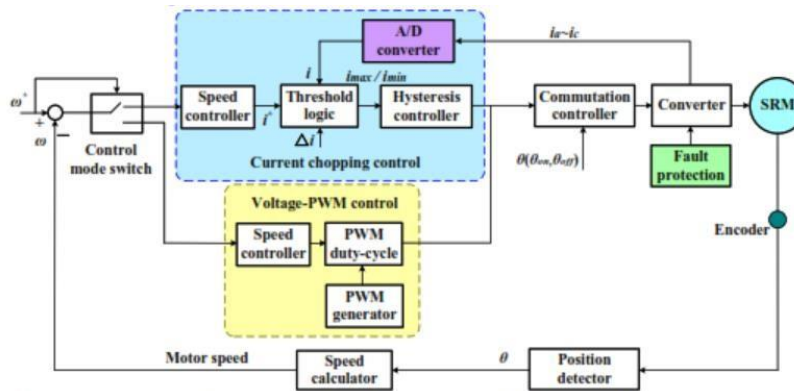 A/D
converter
ia~ic
i
imax / imin
ω*
+
−
ω
Control
mode switch
Speed
controller
i*
Threshold
logic
Hysteresis
controller
Δi
Current chopping control
Commutation
controller
θ(θon,θoff)
Converter
SRM
Fault
protection
Encoder
Voltage-PWM control
Speed
controller
PWM
duty-cycle
PWM
generator
Motor speed
Speed
calculator
θ
Position
detector